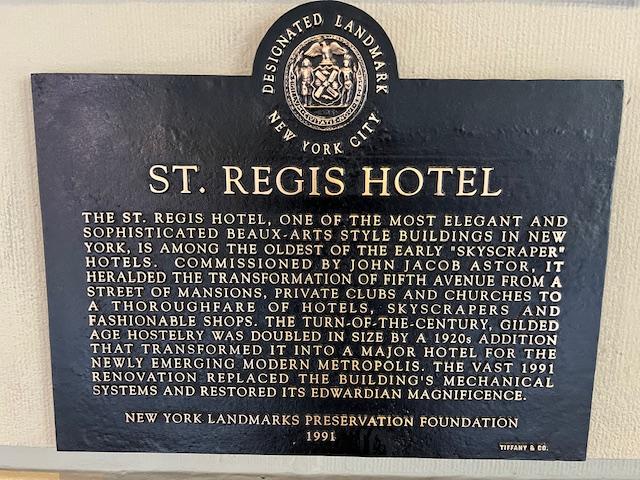 DESIGNATED LANDMARK
NEW YORK CITY
ST. REGIS HOTEL
THE ST. REGIS HOTEL, ONE OF THE MOST ELEGANT AND
SOPHISTICATED BEAUX-ARTS STYLE BUILDINGS IN NEW
YORK, IS AMONG THE OLDEST OF THE EARLY "SKYSCRAPER"
HOTELS. COMMISSIONED BY JOHN JACOB ASTOR, IT
HERALDED THE TRANSFORMATION OF FIFTH AVENUE FROM A
STREET OF MANSIONS, PRIVATE CLUBS AND CHURCHES TO
A THOROUGHFARE OF HOTELS, SKYSCRAPERS AND
FASHIONABLE SHOPS. THE TURN-OF-THE-CENTURY, GILDED
AGE HOSTELRY WAS DOUBLED IN SIZE BY A 1920s ADDITION
THAT TRANSFORMED IT INTO A MAJOR HOTEL FOR THE
NEWLY EMERGING MODERN METROPOLIS. THE VAST 1991
RENOVATION REPLACED THE BUILDING'S MECHANICAL
SYSTEMS AND RESTORED ITS EDWARDIAN MAGNIFICENCE.
NEW YORK LANDMARKS PRESERVATION FOUNDATION
1991
TIFFANY & CO.